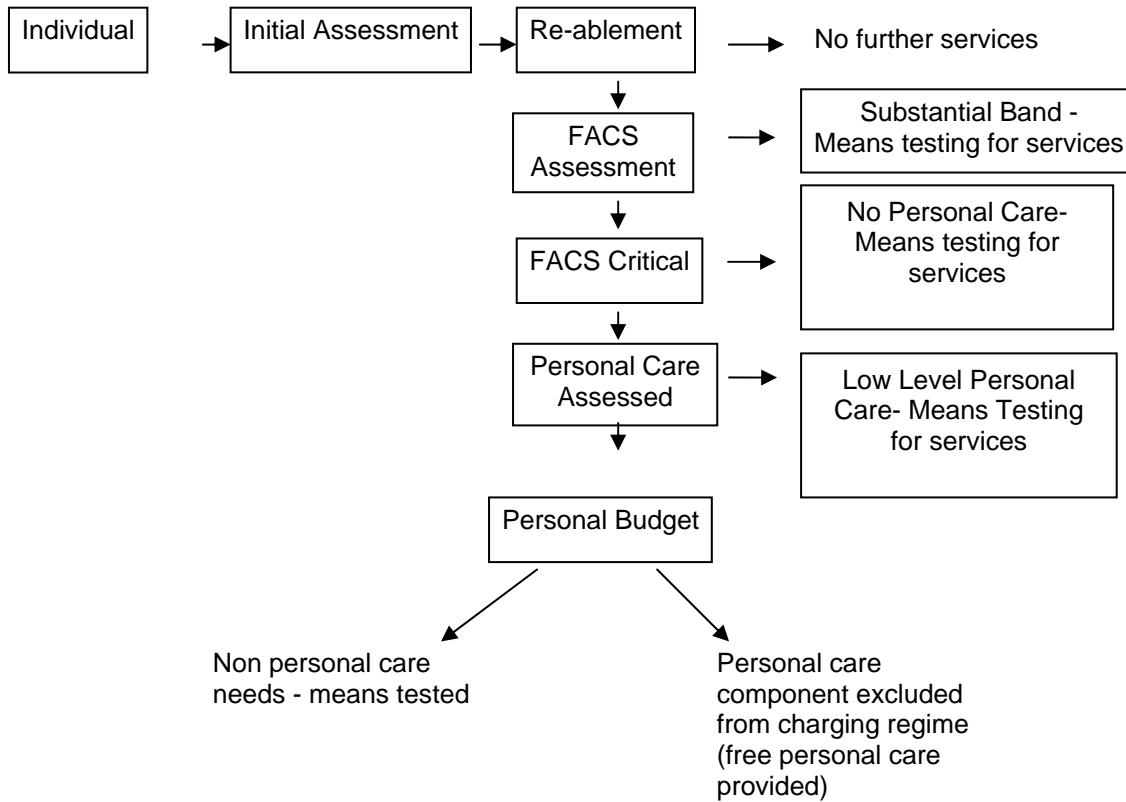 Individual
Initial Assessment
Re-ablement
No further services
FACS
Assessment
Substantial Band -
Means testing for services
FACS Critical
No Personal Care-
Means testing for
services
Personal Care
Assessed
Low Level Personal
Care- Means Testing
for services
Personal Budget
Non personal care
needs - means tested
Personal care
component excluded
from charging regime
(free personal care
provided)